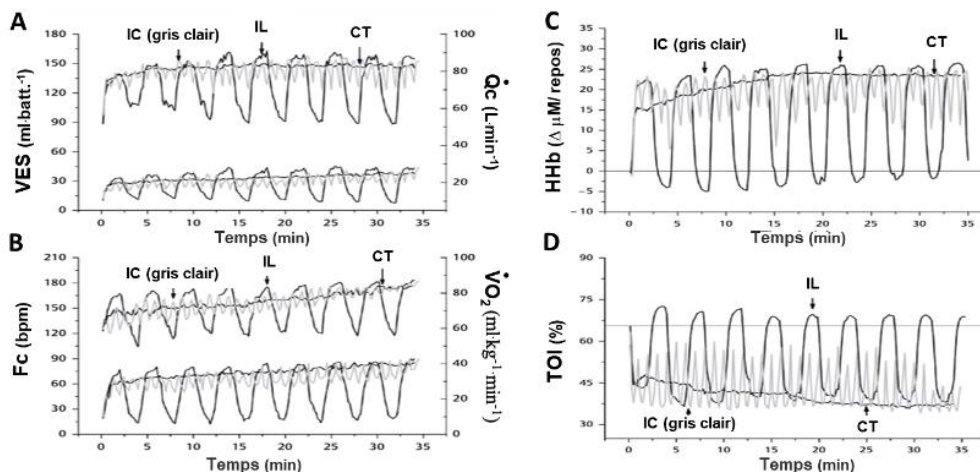 A
IC (gris clair)
IL
CT
VES (ml·batt.⁻¹)
180
150
120
90
60
30
0
Q̇c (L·min⁻¹)
100
80
60
40
20
0
0 5 10 15 20 25 30 35
Temps (min)
B
IC (gris clair)
IL
CT
Fc (bpm)
210
180
150
120
90
60
30
0
V̇O₂ (ml·kg⁻¹·min⁻¹)
100
80
60
40
20
0
0 5 10 15 20 25 30 35
Temps (min)
C
IC (gris clair)
IL
CT
HHb (Δ µM/ repos)
30
25
20
15
10
5
0
−5
−10
0 5 10 15 20 25 30 35
Temps (min)
D
IL
IC (gris clair)
CT
TOI (%)
90
75
60
45
30
0 5 10 15 20 25 30 35
Temps (min)